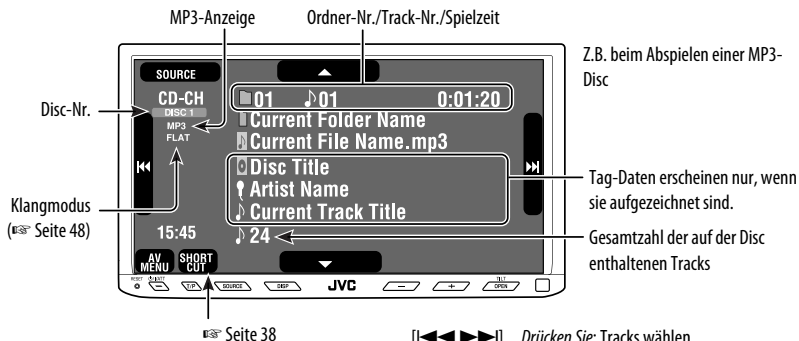 MP3-Anzeige
Ordner-Nr./Track-Nr./Spielzeit
Z.B. beim Abspielen einer MP3-
Disc
SOURCE
CD-CH
DISC 1
MP3
FLAT
01 01 0:01:20
Current Folder Name
Current File Name.mp3
Disc Title
Artist Name
Current Track Title
15:45
24
AV
MENU
SHORT
CUT
Disc-Nr.
Klangmodus
(☞ Seite 48)
Tag-Daten erscheinen nur, wenn
sie aufgezeichnet sind.
Gesamtzahl der auf der Disc
enthaltenen Tracks
RESET
T/P
SOURCE
DISP
JVC
TILT
OPEN
☞ Seite 38
[⏮ ⏭] Drücken Sie: Tracks wählen